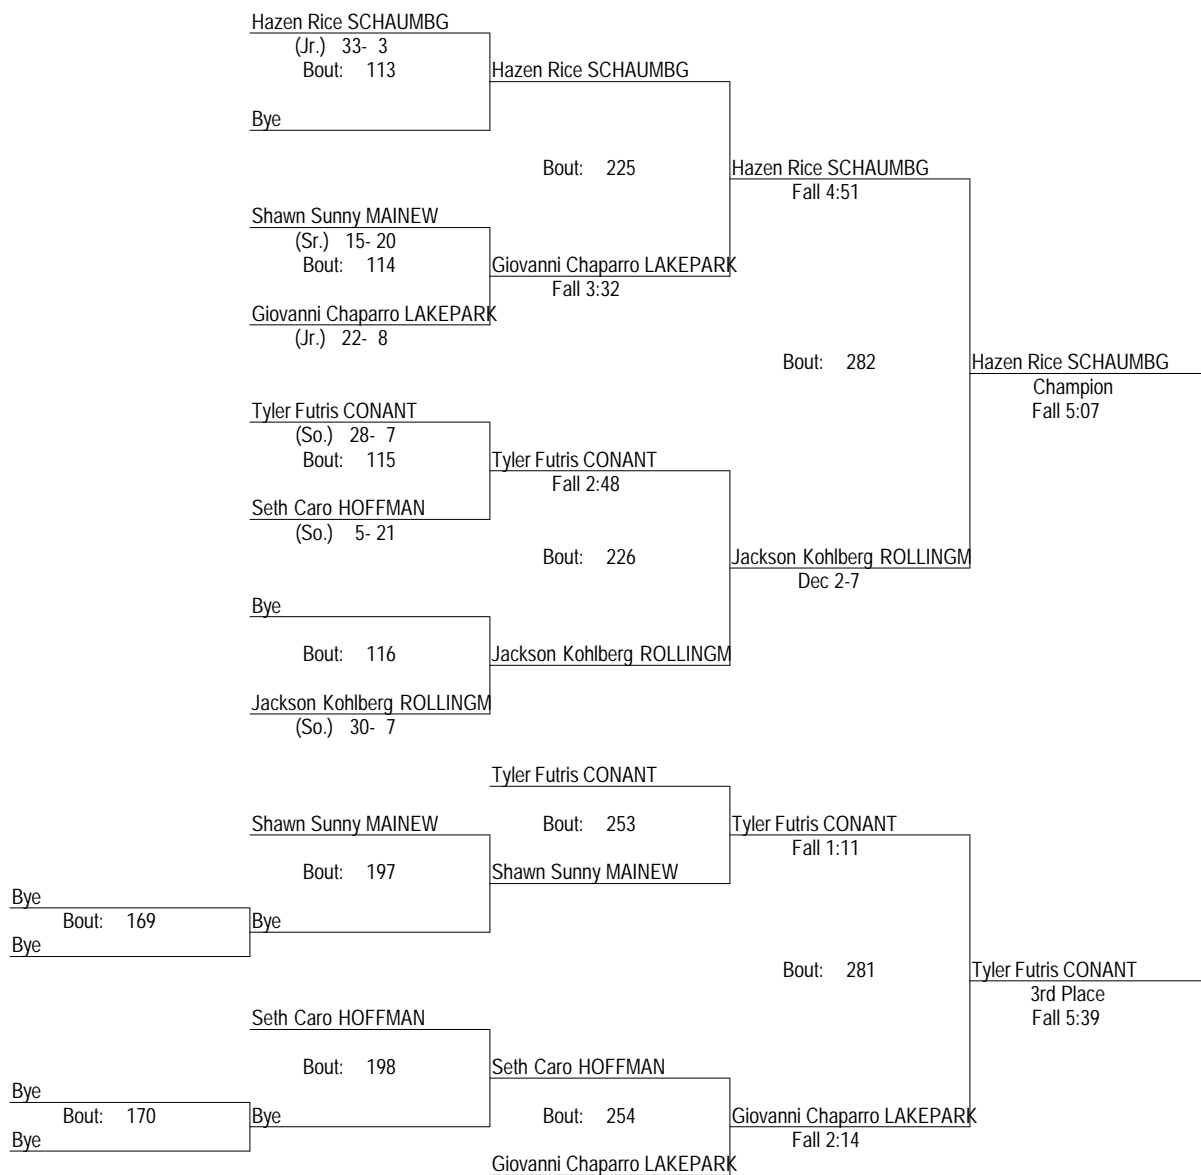 Hazen Rice SCHAUMBG
(Jr.) 33- 3
Bout: 113
Hazen Rice SCHAUMBG
Bye
Bout: 225
Hazen Rice SCHAUMBG
Fall 4:51
Shawn Sunny MAINEW
(Sr.) 15- 20
Bout: 114
Giovanni Chaparro LAKEPARK
Fall 3:32
Giovanni Chaparro LAKEPARK
(Jr.) 22- 8
Bout: 282
Hazen Rice SCHAUMBG
Champion
Fall 5:07
Tyler Futris CONANT
(So.) 28- 7
Bout: 115
Tyler Futris CONANT
Fall 2:48
Seth Caro HOFFMAN
(So.) 5- 21
Bout: 226
Jackson Kohlberg ROLLINGM
Dec 2-7
Bye
Bout: 116
Jackson Kohlberg ROLLINGM
Jackson Kohlberg ROLLINGM
(So.) 30- 7
Tyler Futris CONANT
Shawn Sunny MAINEW
Bout: 253
Tyler Futris CONANT
Fall 1:11
Bout: 197
Shawn Sunny MAINEW
Bye
Bout: 169
Bye
Bye
Bout: 281
Tyler Futris CONANT
3rd Place
Fall 5:39
Seth Caro HOFFMAN
Bout: 198
Seth Caro HOFFMAN
Bye
Bout: 170
Bye
Bye
Bout: 254
Giovanni Chaparro LAKEPARK
Fall 2:14
Giovanni Chaparro LAKEPARK